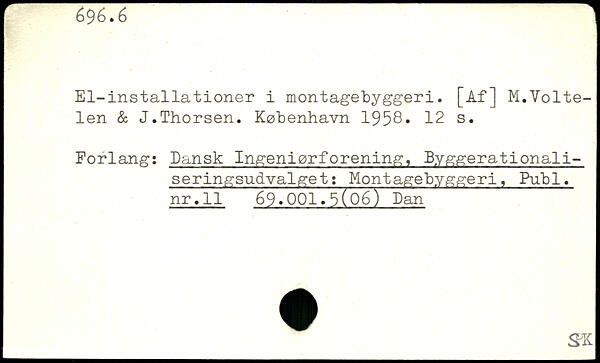 696.6
El-installationer i montagebyggeri. [Af] M.Volte-
len & J.Thorsen. København 1958. 12 s.
Forlang: Dansk Ingeniørforening, Byggerationali-
seringsudvalget: Montagebyggeri, Publ.
nr.11 69.001.5(06) Dan